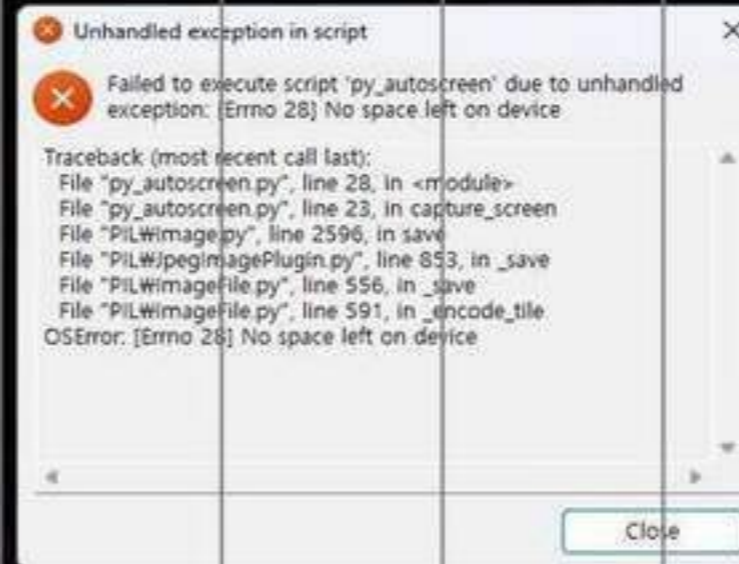 Unhandled exception in script
Failed to execute script 'py_autoscreen' due to unhandled
exception: [Errno 28] No space left on device
Traceback (most recent call last):
File "py_autoscreen.py", line 28, in <module>
File "py_autoscreen.py", line 23, in capture_screen
File "PIL₩Image.py", line 2596, in save
File "PIL₩JpegImagePlugin.py", line 853, in _save
File "PIL₩ImageFile.py", line 556, in _save
File "PIL₩ImageFile.py", line 591, in _encode_tile
OSError: [Errno 28] No space left on device
Close